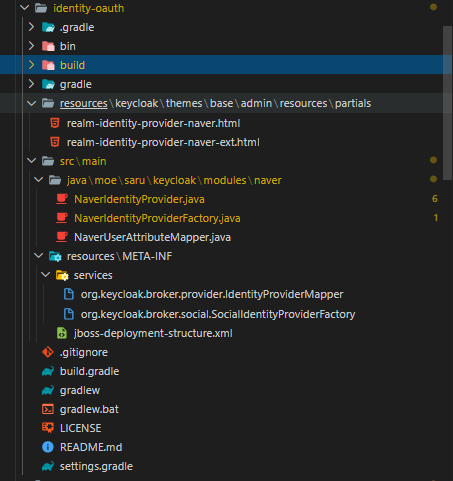 identity-oauth
.gradle
bin
build
gradle
resources\keycloak\themes\base\admin\resources\partials
realm-identity-provider-naver.html
realm-identity-provider-naver-ext.html
src\main
java\moe\saru\keycloak\modules\naver
NaverIdentityProvider.java 6
NaverIdentityProviderFactory.java 1
NaverUserAttributeMapper.java
resources\META-INF
services
org.keycloak.broker.provider.IdentityProviderMapper
org.keycloak.broker.social.SocialIdentityProviderFactory
jboss-deployment-structure.xml
.gitignore
build.gradle
gradlew
gradlew.bat
LICENSE
README.md
settings.gradle